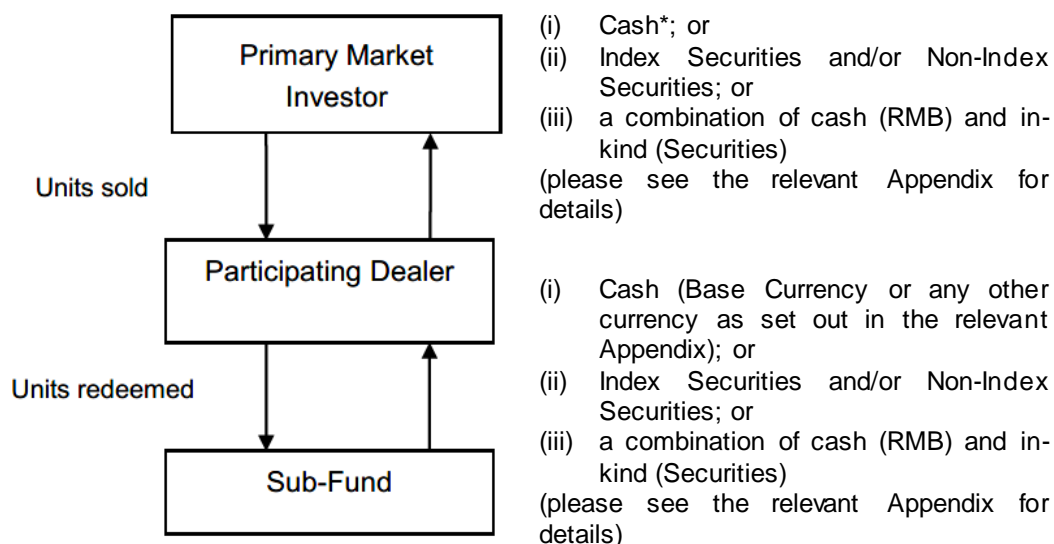 Primary Market
Investor
(i) Cash*; or
(ii) Index Securities and/or Non-Index
Securities; or
(iii) a combination of cash (RMB) and in-
kind (Securities)
(please see the relevant Appendix for
details)
Units sold
Participating Dealer
(i) Cash (Base Currency or any other
currency as set out in the relevant
Appendix); or
(ii) Index Securities and/or Non-Index
Securities; or
(iii) a combination of cash (RMB) and in-
kind (Securities)
(please see the relevant Appendix for
details)
Units redeemed
Sub-Fund